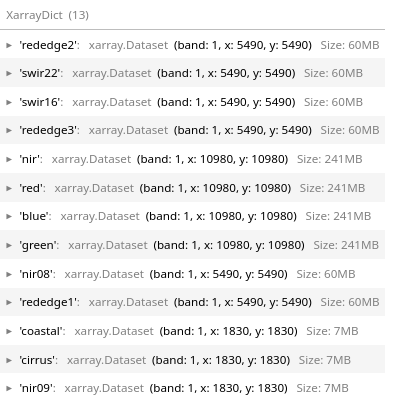 XarrayDict (13)
► 'rededge2': xarray.Dataset (band: 1, x: 5490, y: 5490) Size: 60MB
► 'swir22': xarray.Dataset (band: 1, x: 5490, y: 5490) Size: 60MB
► 'swir16': xarray.Dataset (band: 1, x: 5490, y: 5490) Size: 60MB
► 'rededge3': xarray.Dataset (band: 1, x: 5490, y: 5490) Size: 60MB
► 'nir': xarray.Dataset (band: 1, x: 10980, y: 10980) Size: 241MB
► 'red': xarray.Dataset (band: 1, x: 10980, y: 10980) Size: 241MB
► 'blue': xarray.Dataset (band: 1, x: 10980, y: 10980) Size: 241MB
► 'green': xarray.Dataset (band: 1, x: 10980, y: 10980) Size: 241MB
► 'nir08': xarray.Dataset (band: 1, x: 5490, y: 5490) Size: 60MB
► 'rededge1': xarray.Dataset (band: 1, x: 5490, y: 5490) Size: 60MB
► 'coastal': xarray.Dataset (band: 1, x: 1830, y: 1830) Size: 7MB
► 'cirrus': xarray.Dataset (band: 1, x: 1830, y: 1830) Size: 7MB
► 'nir09': xarray.Dataset (band: 1, x: 1830, y: 1830) Size: 7MB